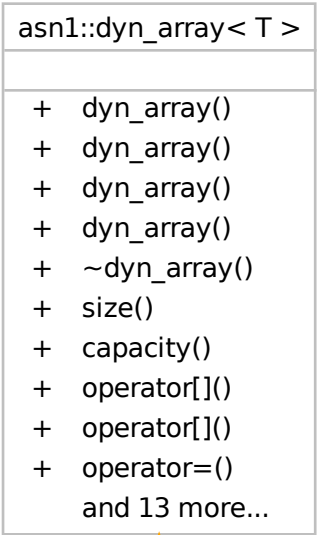 asn1::dyn_array< T >
+ dyn_array()
+ dyn_array()
+ dyn_array()
+ dyn_array()
+ ~dyn_array()
+ size()
+ capacity()
+ operator[]()
+ operator[]()
+ operator=()
and 13 more...